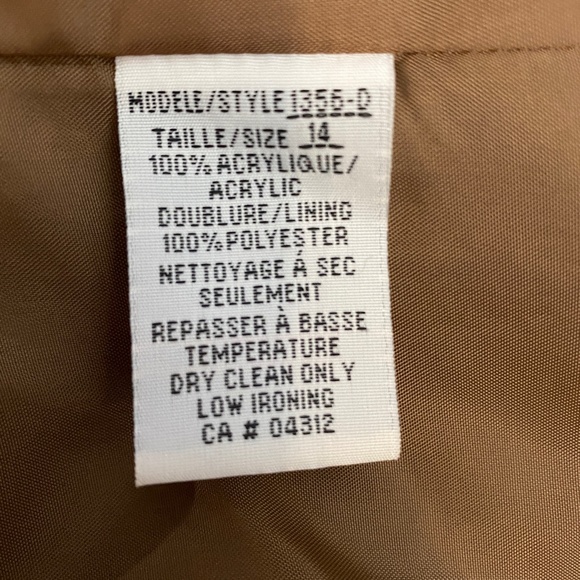 MODELE/STYLE 1356-D
TAILLE/SIZE 14
100% ACRYLIQUE/
ACRYLIC
DOUBLURE/LINING
100% POLYESTER
NETTOYAGE À SEC
SEULEMENT
REPASSER À BASSE
TEMPERATURE
DRY CLEAN ONLY
LOW IRONING
CA # 04312